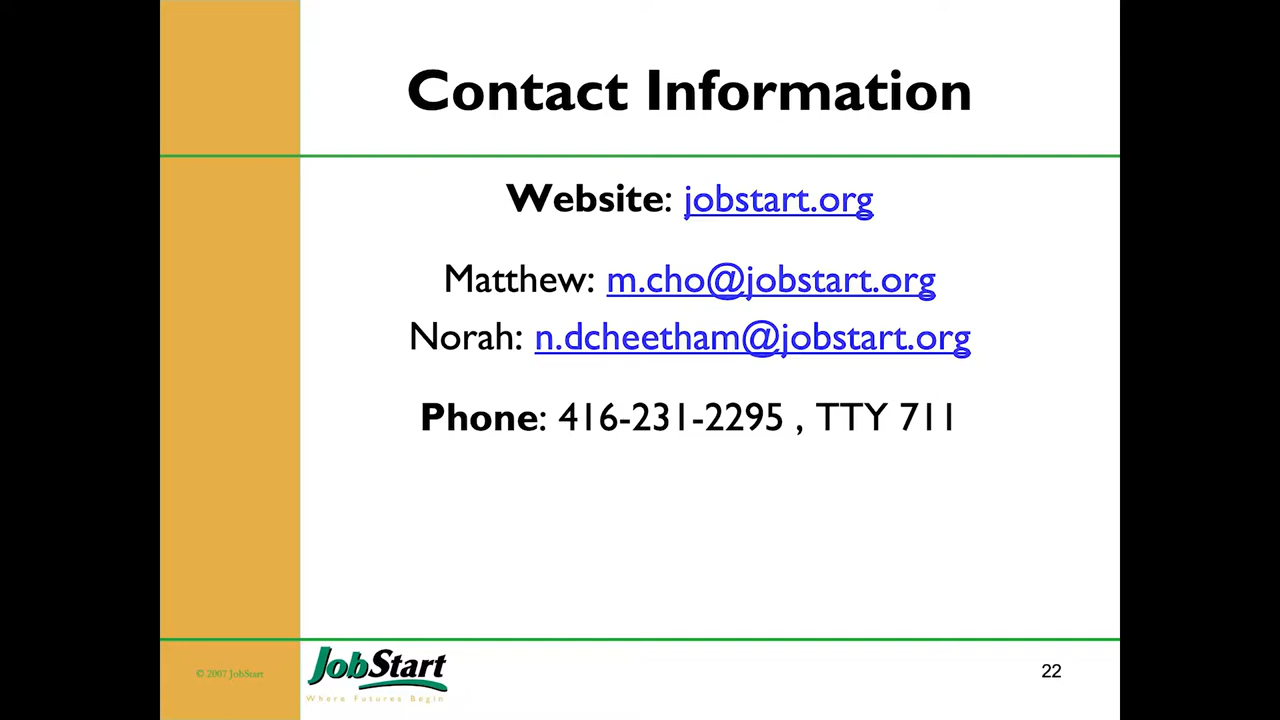 Contact Information
Website: jobstart.org
Matthew: m.cho@jobstart.org
Norah: n.dcheetham@jobstart.org
Phone: 416-231-2295 , TTY 711
© 2007 JobStart
JobStart
Where Futures Begin
22